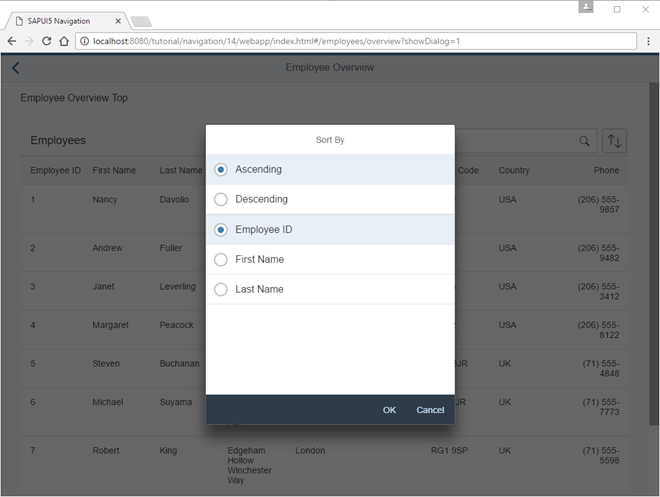 SAPUI5 Navigation
localhost:8080/tutorial/navigation/14/webapp/index.html#/employees/overview?showDialog=1
Employee Overview
Employee Overview Top
Employees
Employee ID First Name Last Name Code Country Phone
Sort By
Ascending
Descending
Employee ID
First Name
Last Name
OK Cancel
1 Nancy Davolio USA (206) 555-
9857
2 Andrew Fuller USA (206) 555-
9482
3 Janet Leverling USA (206) 555-
3412
4 Margaret Peacock USA (206) 555-
8122
5 Steven Buchanan JR UK (71) 555-
4848
6 Michael Suyama JR UK (71) 555-
7773
7 Robert King Edgeham London RG1 9SP UK (71) 555-
Hollow 5598
Winchester
Way